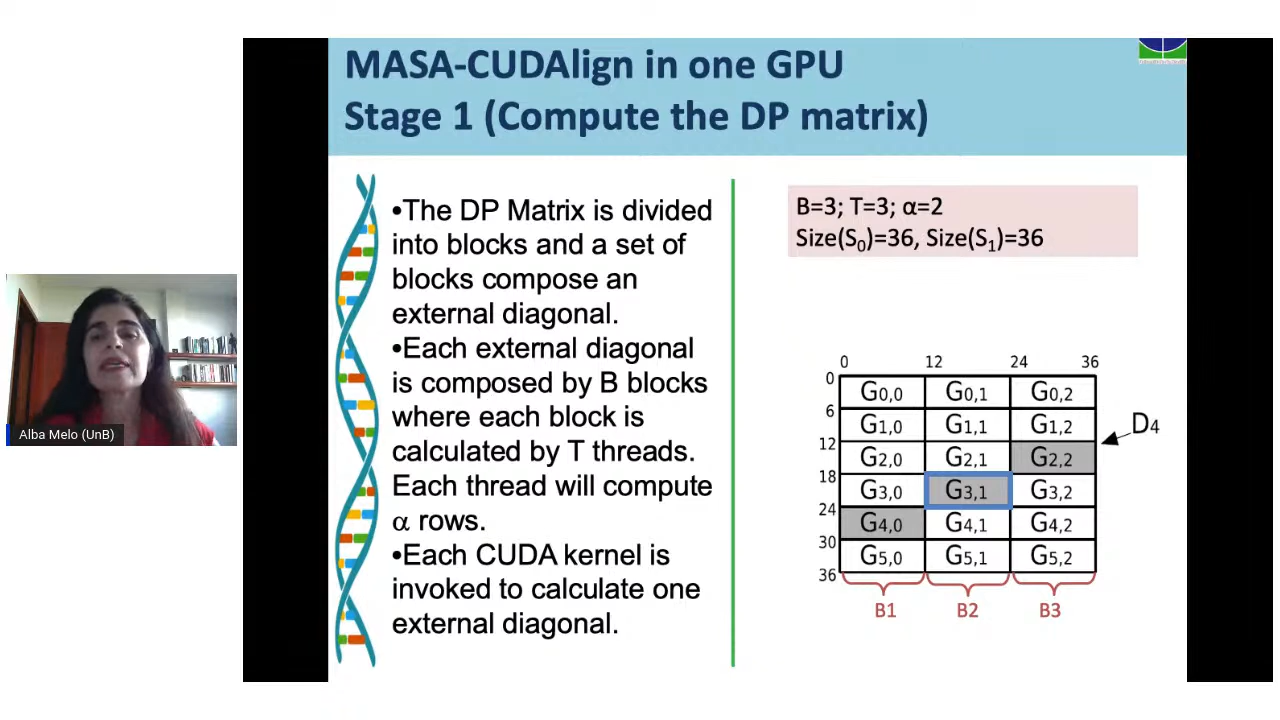 MASA-CUDAlign in one GPU
Stage 1 (Compute the DP matrix)
•The DP Matrix is divided
into blocks and a set of
blocks compose an
external diagonal.
•Each external diagonal
is composed by B blocks
where each block is
calculated by T threads.
Each thread will compute
α rows.
•Each CUDA kernel is
invoked to calculate one
external diagonal.
B=3; T=3; α=2
Size(S₀)=36, Size(S₁)=36
0 12 24 36
0
G₀,₀ G₀,₁ G₀,₂
6
G₁,₀ G₁,₁ G₁,₂
D₄
12
G₂,₀ G₂,₁ G₂,₂
18
G₃,₀ G₃,₁ G₃,₂
24
G₄,₀ G₄,₁ G₄,₂
30
G₅,₀ G₅,₁ G₅,₂
36
B1 B2 B3
Alba Melo (UnB)